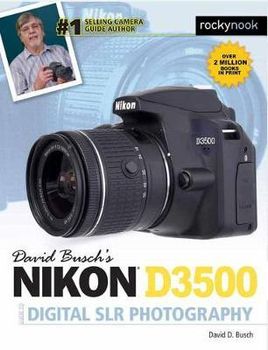 #1 SELLING CAMERA
GUIDE AUTHOR
rockynook
OVER
2 MILLION
BOOKS
IN PRINT
Nikon
D3500
David Busch's
NIKON® D3500
GUIDE TO
DIGITAL SLR PHOTOGRAPHY
David D. Busch